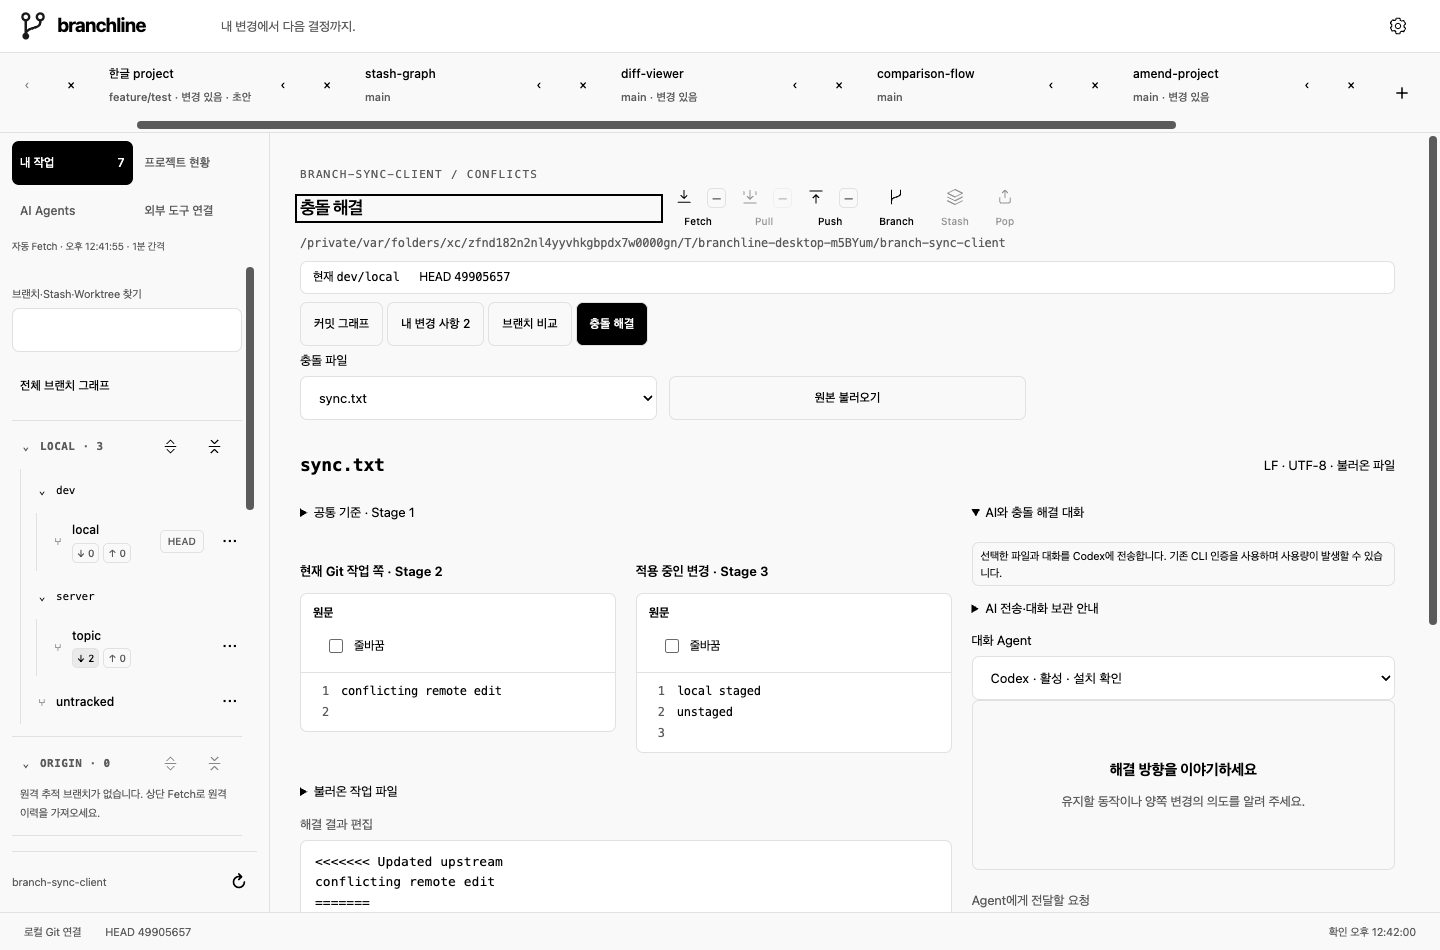 branchline
내 변경에서 다음 결정까지.
한글 project
feature/test · 변경 있음 · 초안
stash-graph
main
diff-viewer
main · 변경 있음
comparison-flow
main
amend-project
main · 변경 있음
내 작업 7
프로젝트 현황
AI Agents
외부 도구 연결
자동 Fetch · 오후 12:41:55 · 1분 간격
브랜치·Stash·Worktree 찾기
전체 브랜치 그래프
LOCAL · 3
dev
local
↓ 0 ↑ 0
HEAD
server
topic
↓ 2 ↑ 0
untracked
ORIGIN · 0
원격 추적 브랜치가 없습니다. 상단 Fetch로 원격
이력을 가져오세요.
branch-sync-client
BRANCH-SYNC-CLIENT / CONFLICTS
충돌 해결
Fetch
Pull
Push
Branch
Stash
Pop
/private/var/folders/xc/zfnd182n2nl4yyvhkgbpdx7w0000gn/T/branchline-desktop-m5BYum/branch-sync-client
현재 dev/local HEAD 49905657
커밋 그래프
내 변경 사항 2
브랜치 비교
충돌 해결
충돌 파일
sync.txt
원본 불러오기
sync.txt
LF · UTF-8 · 불러온 파일
공통 기준 · Stage 1
현재 Git 작업 쪽 · Stage 2
원문
줄바꿈
1 conflicting remote edit
2
적용 중인 변경 · Stage 3
원문
줄바꿈
1 local staged
2 unstaged
3
불러온 작업 파일
해결 결과 편집
<<<<<<< Updated upstream
conflicting remote edit
=======
AI와 충돌 해결 대화
선택한 파일과 대화를 Codex에 전송합니다. 기존 CLI 인증을 사용하며 사용량이 발생할 수 있습
니다.
AI 전송·대화 보관 안내
대화 Agent
Codex · 활성 · 설치 확인
해결 방향을 이야기하세요
유지할 동작이나 양쪽 변경의 의도를 알려 주세요.
Agent에게 전달할 요청
로컬 Git 연결
HEAD 49905657
확인 오후 12:42:00